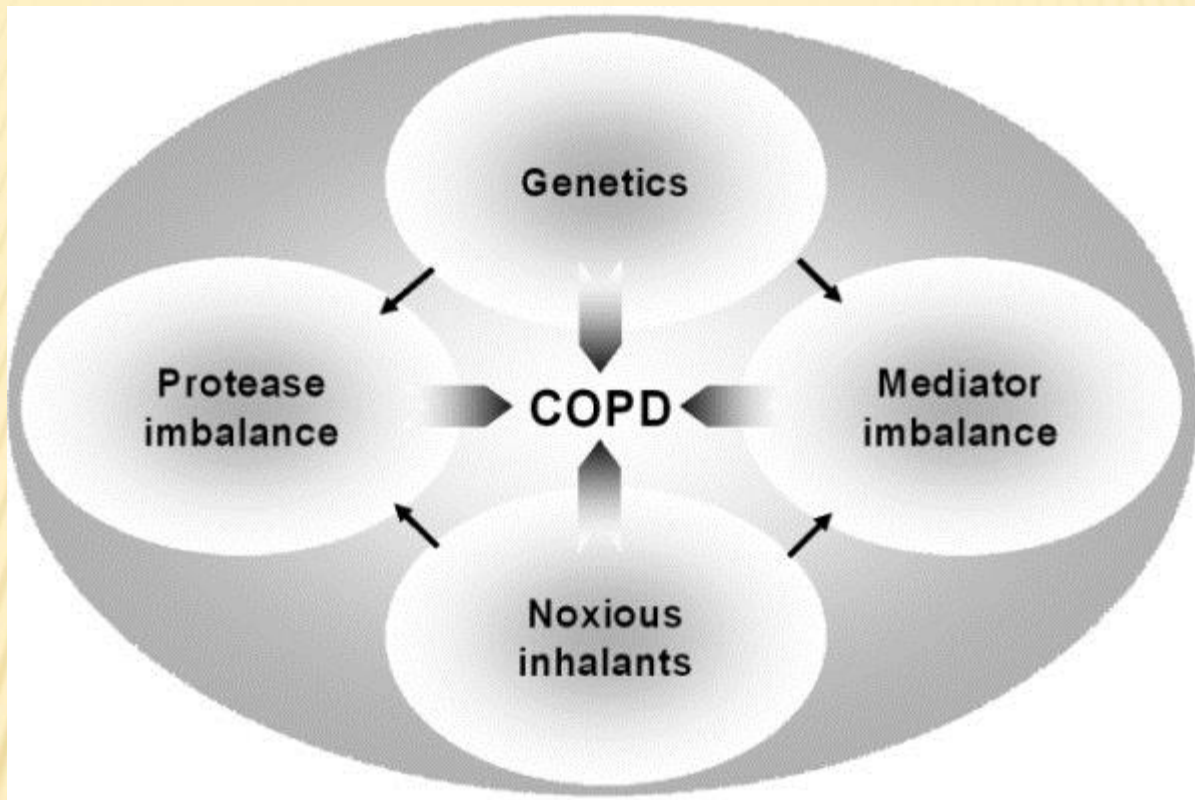 Genetics
Protease
imbalance
COPD
Mediator
imbalance
Noxious
inhalants